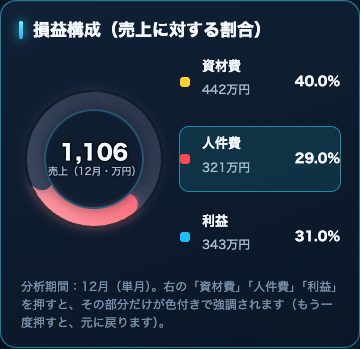 損益構成（売上に対する割合）
資材費
442万円
40.0%
1,106
売上（12月・万円）
人件費
321万円
29.0%
利益
343万円
31.0%
分析期間：12月（単月）。右の「資材費」「人件費」「利益」
を押すと、その部分だけが色付きで強調されます（もう一
度押すと、元に戻ります）。